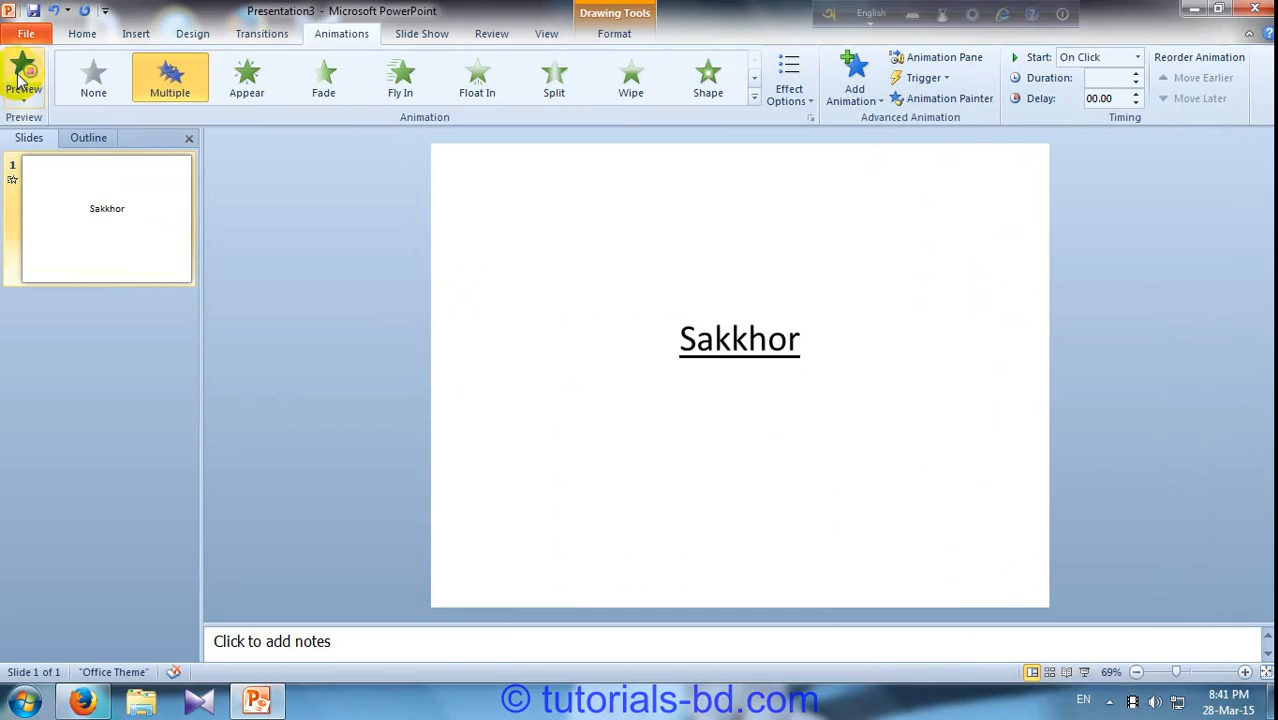 Presentation3 - Microsoft PowerPoint
Drawing Tools
English
File
Home
Insert
Design
Transitions
Animations
Slide Show
Review
View
Format
Preview
None
Multiple
Appear
Fade
Fly In
Float In
Split
Wipe
Shape
Effect
Options
Add
Animation
Animation Pane
Trigger
Animation Painter
Start: On Click
Duration:
Delay: 00.00
Reorder Animation
Move Earlier
Move Later
Preview
Animation
Advanced Animation
Timing
Slides
Outline
1
Sakkhor
Sakkhor
Click to add notes
Slide 1 of 1
"Office Theme"
69%
© tutorials-bd.com
EN
8:41 PM
28-Mar-15